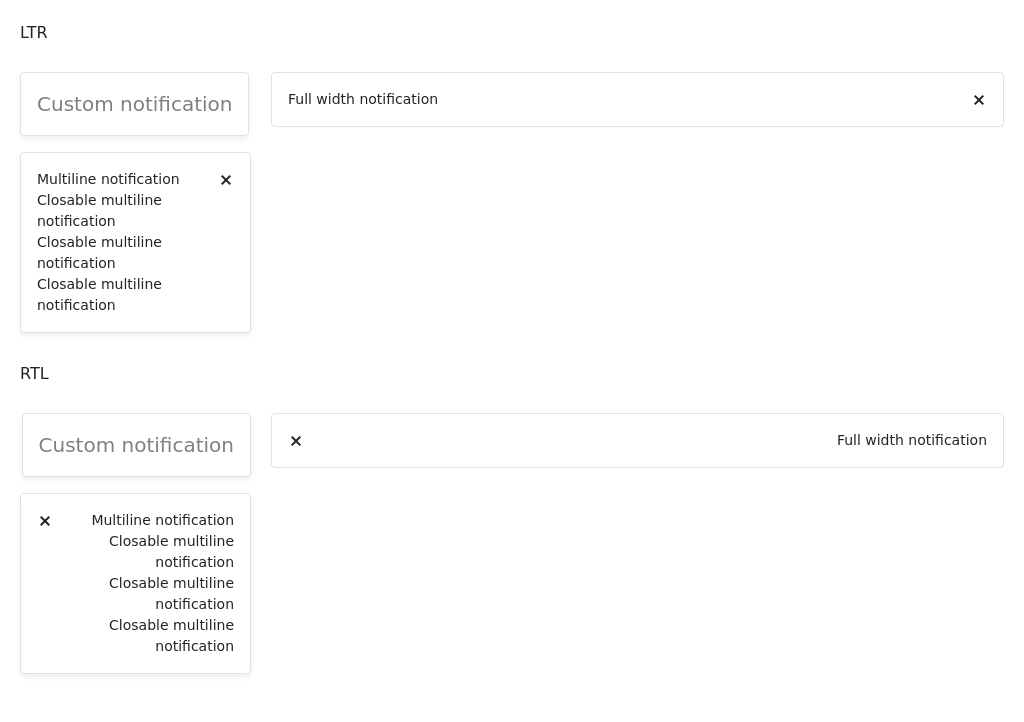 LTR
Custom notification
Full width notification
Multiline notification
Closable multiline
notification
Closable multiline
notification
Closable multiline
notification
RTL
Custom notification
Full width notification
Multiline notification
Closable multiline
notification
Closable multiline
notification
Closable multiline
notification